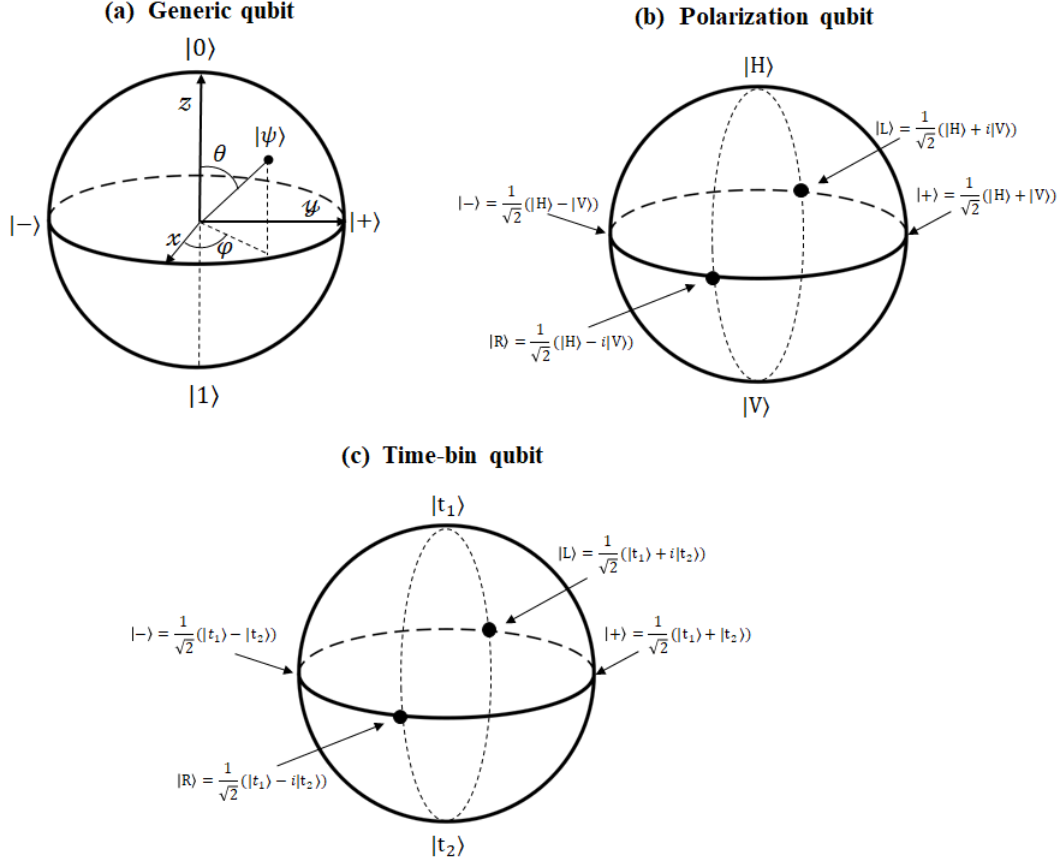 (a) Generic qubit
|0⟩
z
|ψ⟩
θ
|−⟩
y
|+⟩
x
φ
|1⟩
(b) Polarization qubit
|H⟩
|L⟩ = 1/√2 (|H⟩ + i|V⟩)
|−⟩ = 1/√2 (|H⟩ − |V⟩)
|+⟩ = 1/√2 (|H⟩ + |V⟩)
|R⟩ = 1/√2 (|H⟩ − i|V⟩)
|V⟩
(c) Time-bin qubit
|t₁⟩
|L⟩ = 1/√2 (|t₁⟩ + i|t₂⟩)
|−⟩ = 1/√2 (|t₁⟩ − |t₂⟩)
|+⟩ = 1/√2 (|t₁⟩ + |t₂⟩)
|R⟩ = 1/√2 (|t₁⟩ − i|t₂⟩)
|t₂⟩